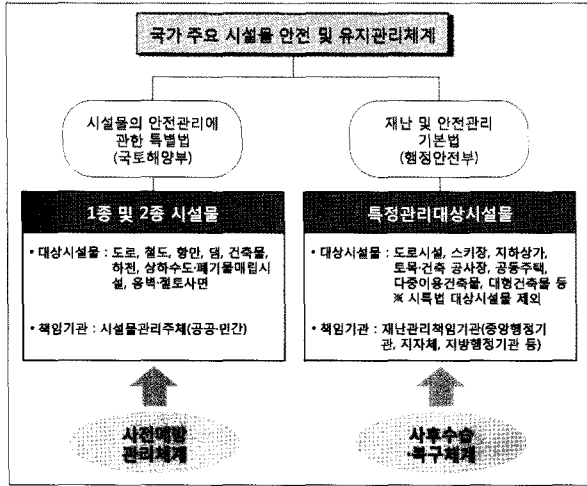 국가 주요 시설물 안전 및 유지관리체계
시설물의 안전관리에
관한 특별법
(국토해양부)
재난 및 안전관리
기본법
(행정안전부)
1종 및 2종 시설물
• 대상시설물 : 도로, 철도, 항만, 댐, 건축물,
하천, 상하수도·폐기물매립시
설, 옹벽·절토사면
• 책임기관 : 시설물관리주체(공공·민간)
특정관리대상시설물
• 대상시설물 : 도로시설, 스키장, 지하상가,
토목·건축 공사장, 공동주택,
다중이용건축물, 대형건축물 등
※ 시특법 대상시설물 제외
• 책임기관 : 재난관리책임기관(중앙행정기
관, 지자체, 지방행정기관 등)
사전예방
관리체계
사후수습
·복구체계